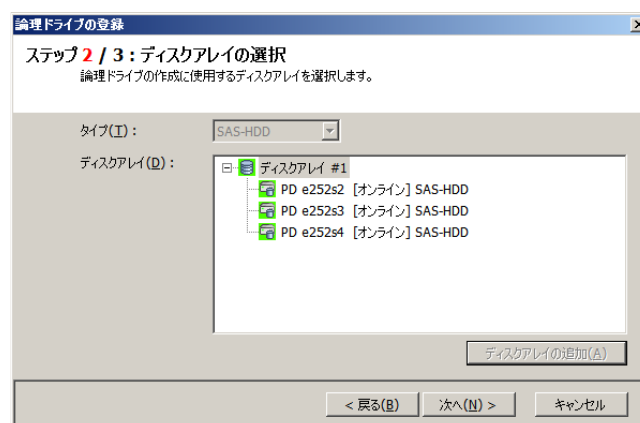 論理ドライブの登録
ステップ 2 / 3 : ディスクアレイの選択
論理ドライブの作成に使用するディスクアレイを選択します。
タイプ(T) : SAS-HDD
ディスクアレイ(D) : ディスクアレイ #1
PD e252s2 [オンライン] SAS-HDD
PD e252s3 [オンライン] SAS-HDD
PD e252s4 [オンライン] SAS-HDD
ディスクアレイの追加(A)
< 戻る(B) 次へ(N) > キャンセル